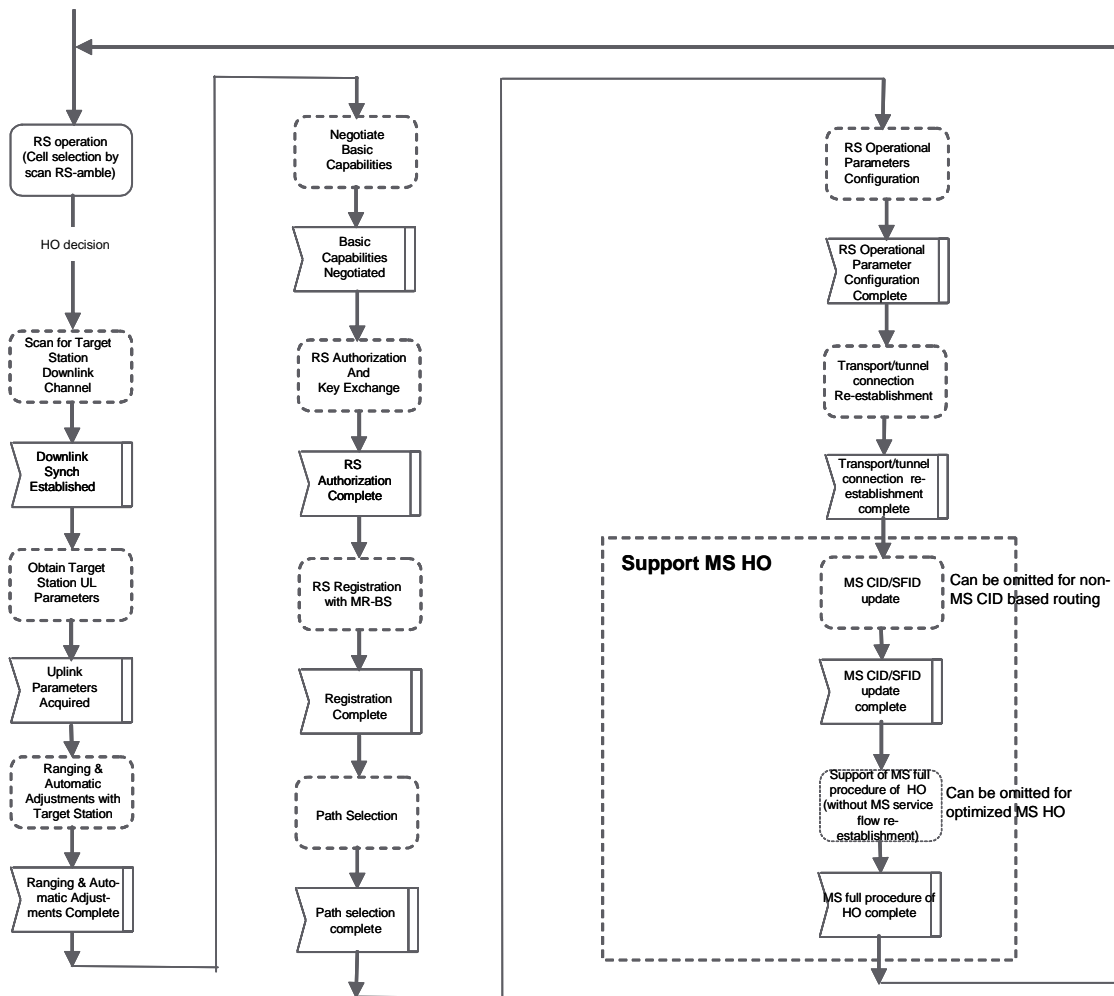 RS operation
(Cell selection by
scan RS-amble)
HO decision
Scan for Target
Station
Downlink
Channel
Downlink
Synch
Established
Obtain Target
Station UL
Parameters
Uplink
Parameters
Acquired
Ranging &
Automatic
Adjustments with
Target Station
Ranging & Auto-
matic Adjust-
ments Complete
Negotiate
Basic
Capabilities
Basic
Capabilities
Negotiated
RS Authorization
And
Key Exchange
RS
Authorization
Complete
RS Registration
with MR-BS
Registration
Complete
Path Selection
Path selection
complete
RS Operational
Parameters
Configuration
RS Operational
Parameter
Configuration
Complete
Transport/tunnel
connection
Re-establishment
Transport/tunnel
connection re-
establishment
complete
Support MS HO
MS CID/SFID
update
Can be omitted for non-
MS CID based routing
MS CID/SFID
update
complete
Support of MS full
procedure of HO
(without MS service
flow re-
establishment)
Can be omitted for
optimized MS HO
MS full procedure of
HO complete